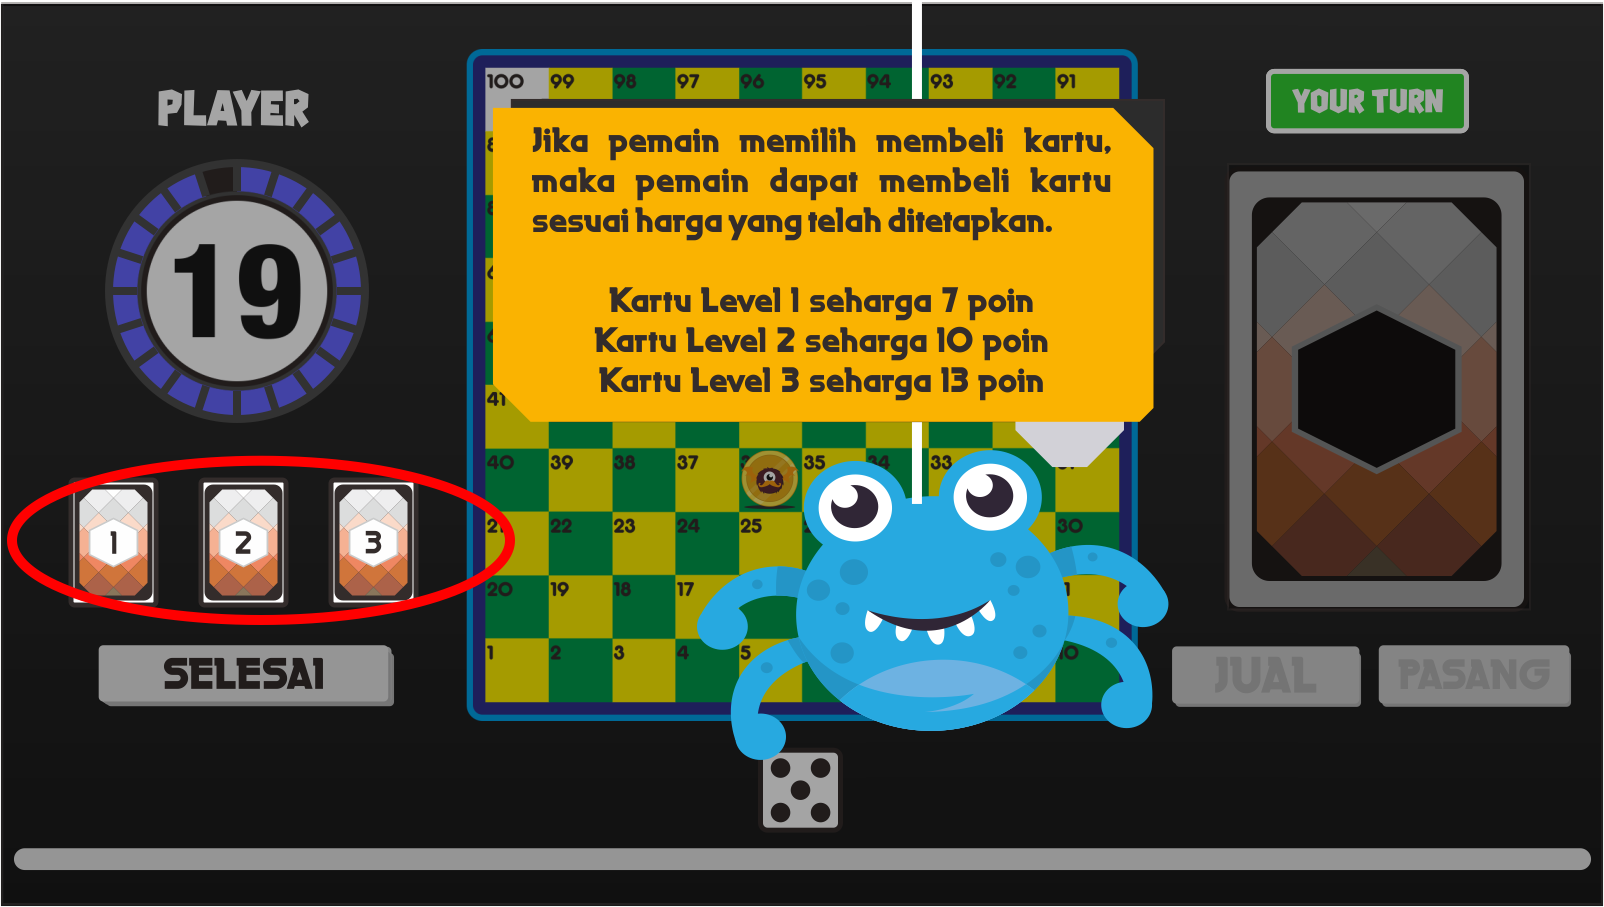 PLAYER
19
1 2 3
SELESAI
100 99 98 97 96 95 94 93 92 91
Jika pemain memilih membeli kartu,
maka pemain dapat membeli kartu
sesuai harga yang telah ditetapkan.
Kartu Level 1 seharga 7 poin
Kartu Level 2 seharga 10 poin
Kartu Level 3 seharga 13 poin
41
40 39 38 37 35 34 33
21 22 23 24 25 30
20 19 18 17
1 2 3 4 5 10
YOUR TURN
JUAL
PASANG